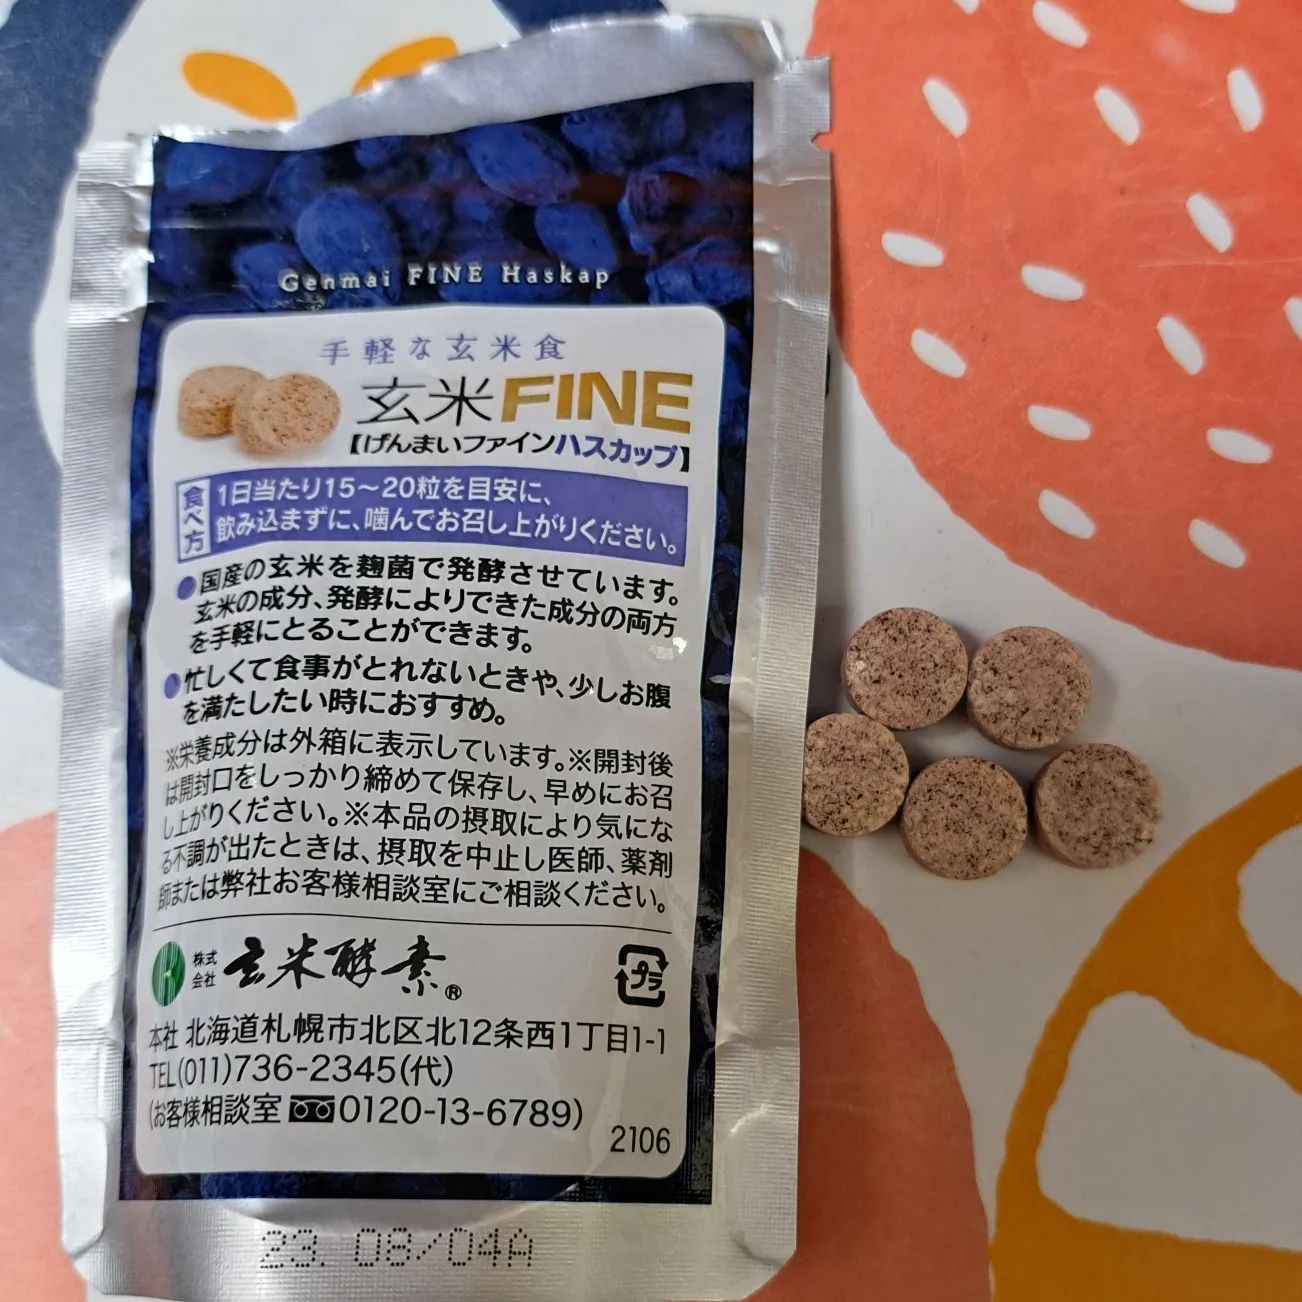 Genmai FINE Haskap
手軽な玄米食
玄米FINE
【げんまいファインハスカップ】
食べ方
1日当たり15～20粒を目安に、
飲み込まずに、噛んでお召し上がりください。
●国産の玄米を麹菌で発酵させています。
玄米の成分、発酵によりできた成分の両方
を手軽にとることができます。
●忙しくて食事がとれないときや、少しお腹
を満たしたい時におすすめ。
※栄養成分は外箱に表示しています。※開封後
は開封口をしっかり締めて保存し、早めにお召
し上がりください。※本品の摂取により気にな
る不調が出たときは、摂取を中止し医師、薬剤
師または弊社お客様相談室にご相談ください。
株式会社 玄米酵素®
プラ
本社 北海道札幌市北区北12条西1丁目1-1
TEL(011)736-2345(代)
(お客様相談室 0120-13-6789)
2106
23. 08/04A